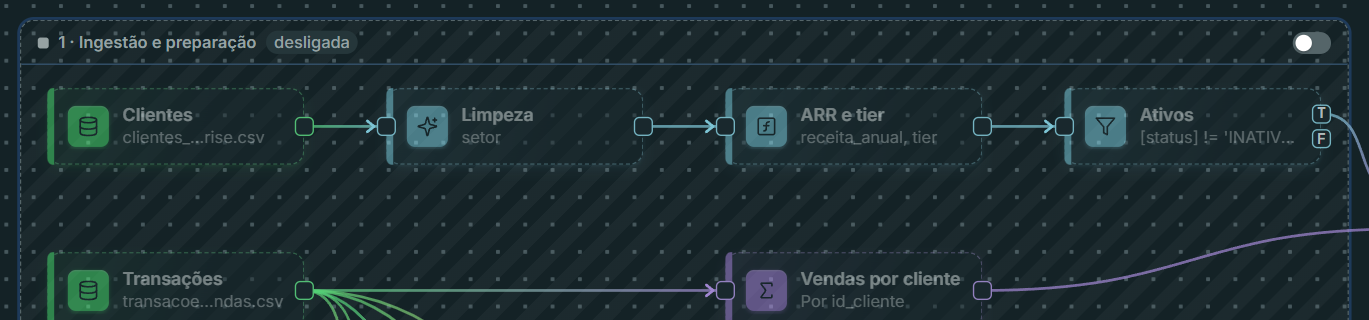 1 · Ingestão e preparação desligada
Clientes
clientes_...rise.csv
Limpeza
setor
ARR e tier
receita_anual, tier
Ativos
[status] != 'INATIV...
T
F
Transações
transacoe...ndas.csv
Vendas por cliente
Por id_cliente